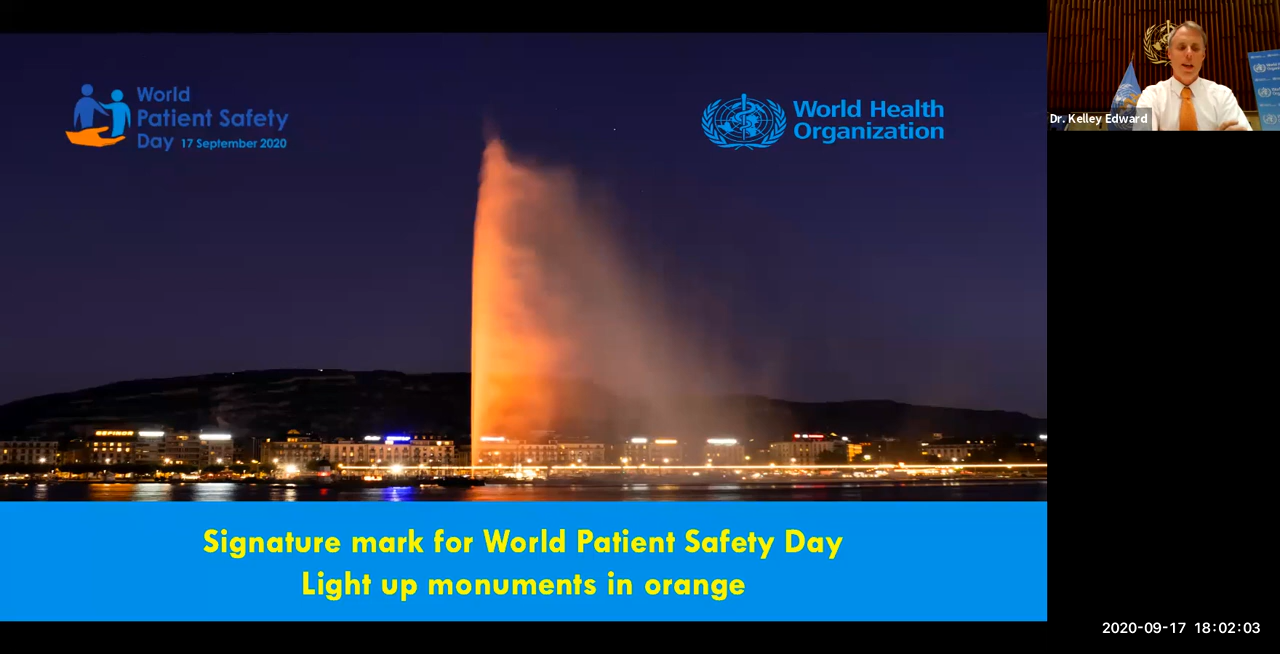 World
Patient Safety
Day 17 September 2020
World Health
Organization
Dr. Kelley Edward
Signature mark for World Patient Safety Day
Light up monuments in orange
2020-09-17 18:02:03